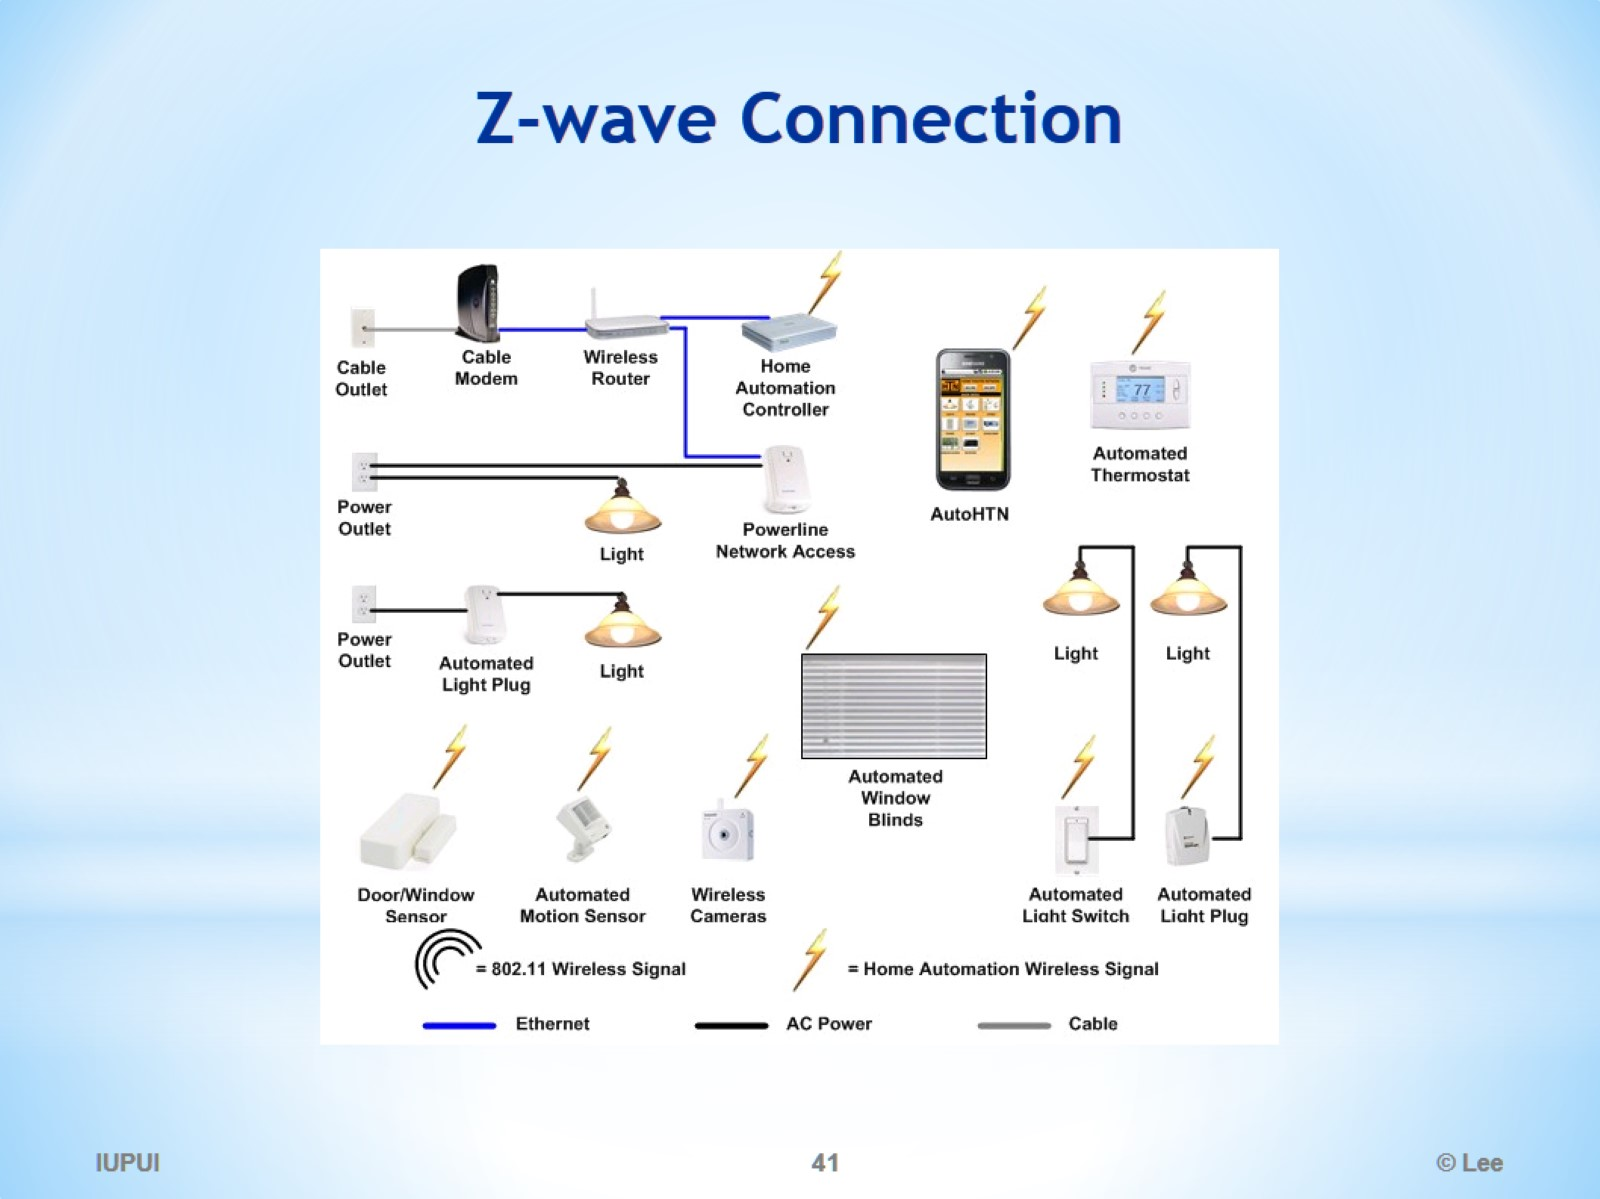 Z-wave Connection
Cable
Outlet
Cable
Modem
Wireless
Router
Home
Automation
Controller
AutoHTN
77
Automated
Thermostat
Power
Outlet
Light
Powerline
Network Access
Power
Outlet
Automated
Light Plug
Light
Automated
Window
Blinds
Light
Light
Door/Window
Sensor
Automated
Motion Sensor
Wireless
Cameras
Automated
Light Switch
Automated
Light Plug
= 802.11 Wireless Signal
= Home Automation Wireless Signal
Ethernet
AC Power
Cable
IUPUI
41
© Lee